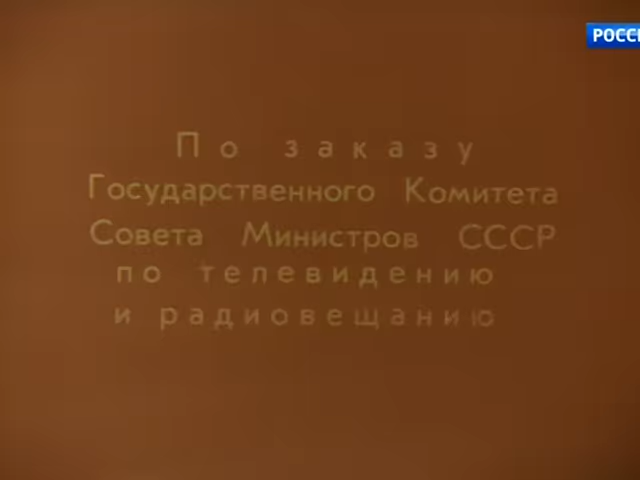 РОССИ
По заказу
Государственного Комитета
Совета Министров СССР
по телевидению
и радиовещанию